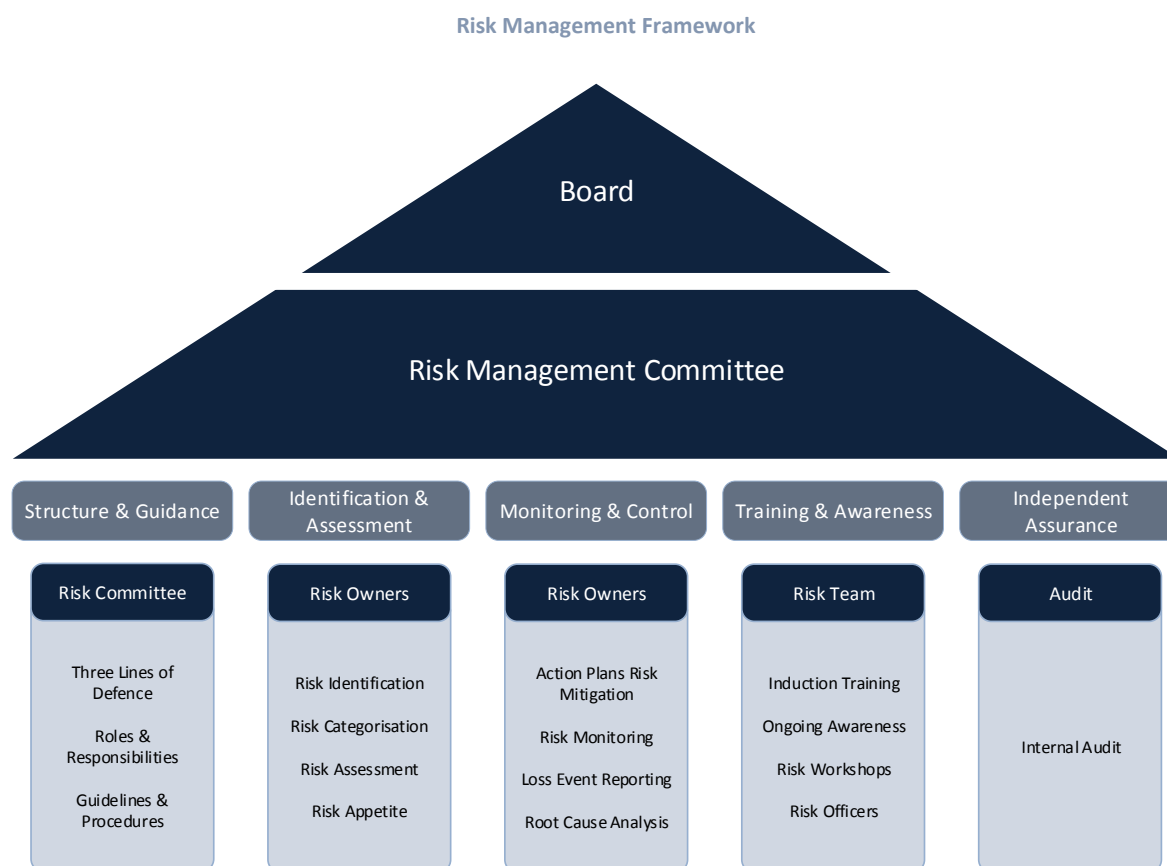 Risk Management Framework
Board
Risk Management Committee
Structure & Guidance
Identification &
Assessment
Monitoring & Control
Training & Awareness
Independent
Assurance
Risk Committee
Three Lines of
Defence
Roles &
Responsibilities
Guidelines &
Procedures
Risk Owners
Risk Identification
Risk Categorisation
Risk Assessment
Risk Appetite
Risk Owners
Action Plans Risk
Mitigation
Risk Monitoring
Loss Event Reporting
Root Cause Analysis
Risk Team
Induction Training
Ongoing Awareness
Risk Workshops
Risk Officers
Audit
Internal Audit